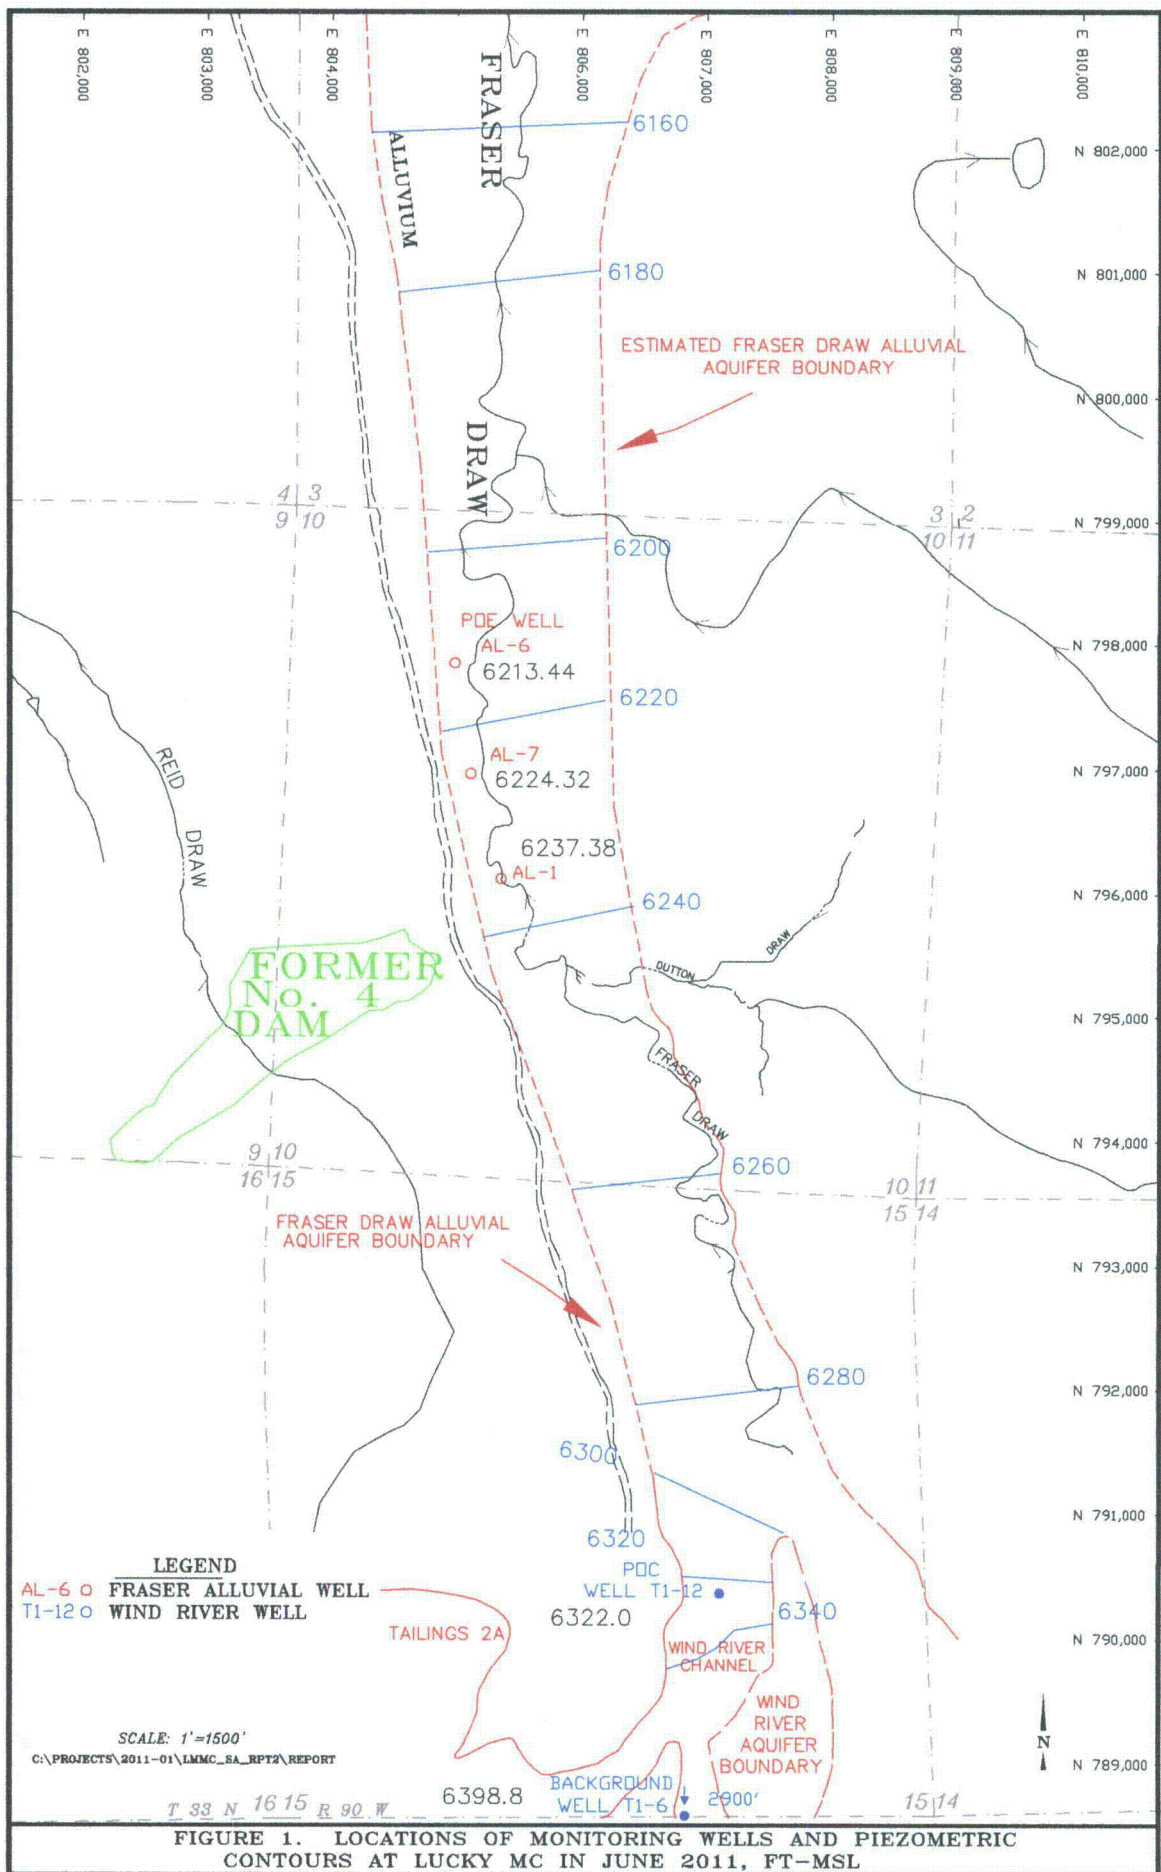 E 802,000
E 803,000
E 804,000
E 806,000
E 807,000
E 808,000
E 809,000
E 810,000
FRASER
DRAW
ALLUVIUM
6160
N 802,000
6180
N 801,000
ESTIMATED FRASER DRAW ALLUVIAL
AQUIFER BOUNDARY
N 800,000
4 3
9 10
3 2
10 11
N 799,000
6200
POE WELL
AL-6
6213.44
N 798,000
6220
AL-7
6224.32
N 797,000
REID
DRAW
6237.38
AL-1
N 796,000
6240
DRAW
DUTTON
FORMER
No. 4
DAM
N 795,000
FRASER
DRAW
N 794,000
9 10
16 15
6260
10 11
15 14
FRASER DRAW ALLUVIAL
AQUIFER BOUNDARY
N 793,000
6280
N 792,000
6300
N 791,000
6320
LEGEND
AL-6 FRASER ALLUVIAL WELL
T1-12 WIND RIVER WELL
POC
WELL T1-12
6322.0
6340
TAILINGS 2A
WIND RIVER
CHANNEL
N 790,000
WIND
RIVER
AQUIFER
BOUNDARY
SCALE: 1'=1500'
C:\PROJECTS\2011-01\LMMC_SA_RPT2\REPORT
N
N 789,000
6398.8
BACKGROUND
WELL T1-6
2900'
T 33 N 16 15 R 90 W
15 14
FIGURE 1. LOCATIONS OF MONITORING WELLS AND PIEZOMETRIC
CONTOURS AT LUCKY MC IN JUNE 2011, FT-MSL